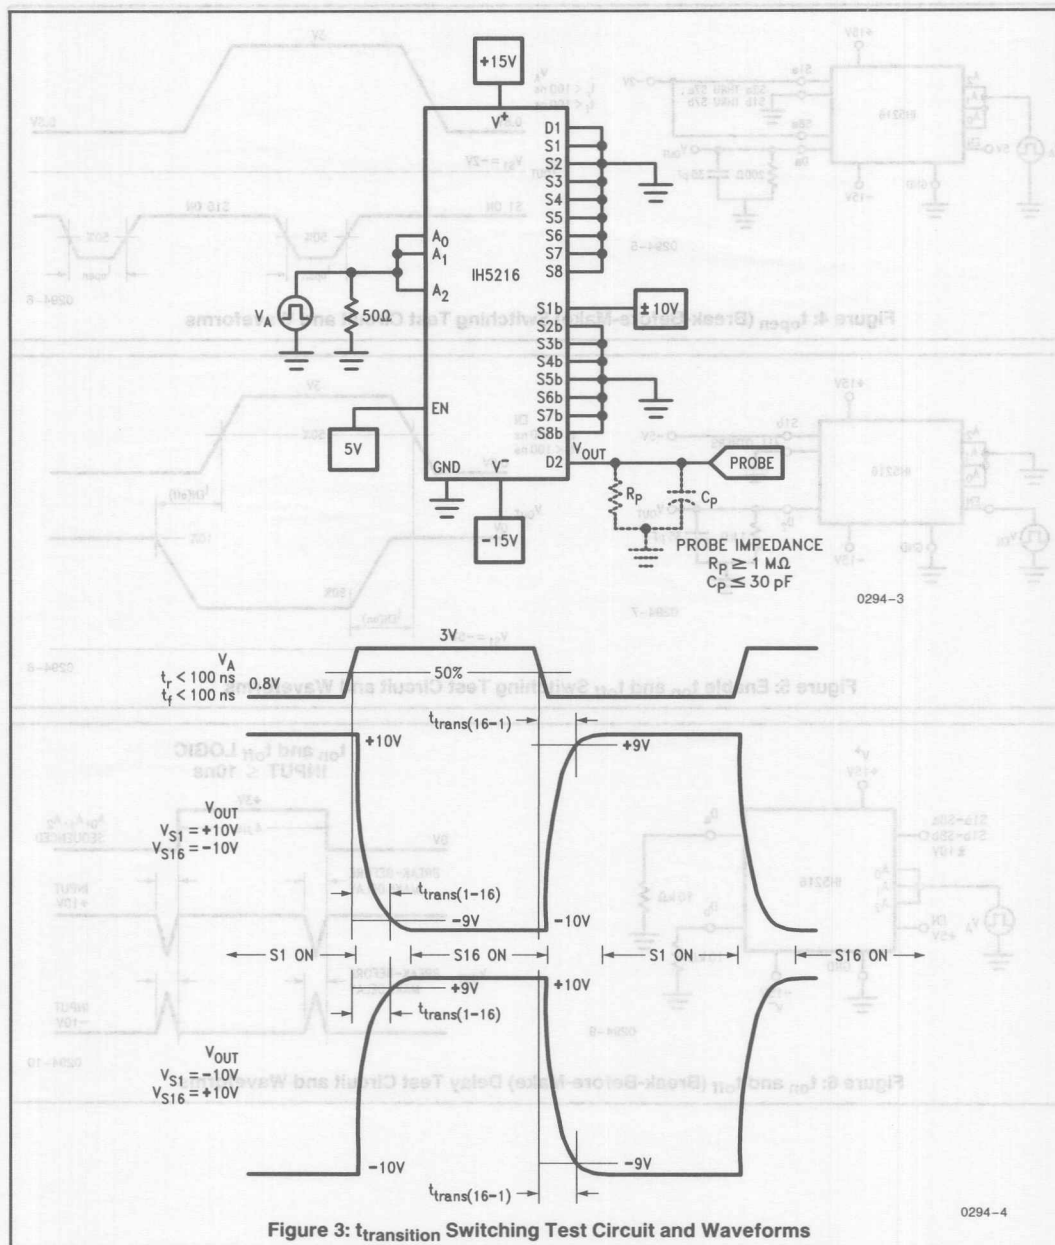 +15V
V+
D1
S1
S2
S3
S4
S5
S6
S7
S8
A0
A1
A2
IH5216
VA
50Ω
S1b
±10V
S2b
S3b
S4b
S5b
S6b
S7b
S8b
EN
5V
D2
VOUT
PROBE
GND
V−
−15V
RP
CP
PROBE IMPEDANCE
RP ≥ 1 MΩ
CP ≤ 30 pF
0294-3
3V
VA
tr < 100 ns
tf < 100 ns
0.8V
50%
ttrans(16−1)
+10V
+9V
VOUT
VS1 = +10V
VS16 = −10V
ttrans(1−16)
−9V
−10V
S1 ON
S16 ON
S1 ON
S16 ON
+9V
+10V
ttrans(1−16)
VOUT
VS1 = −10V
VS16 = +10V
−10V
−9V
ttrans(16−1)
0294-4
Figure 3: ttransition Switching Test Circuit and Waveforms